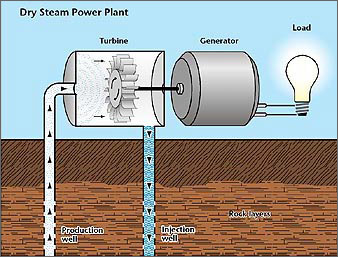 Dry Steam Power Plant
Turbine
Generator
Load
Production
well
Injection
well
Rock layers